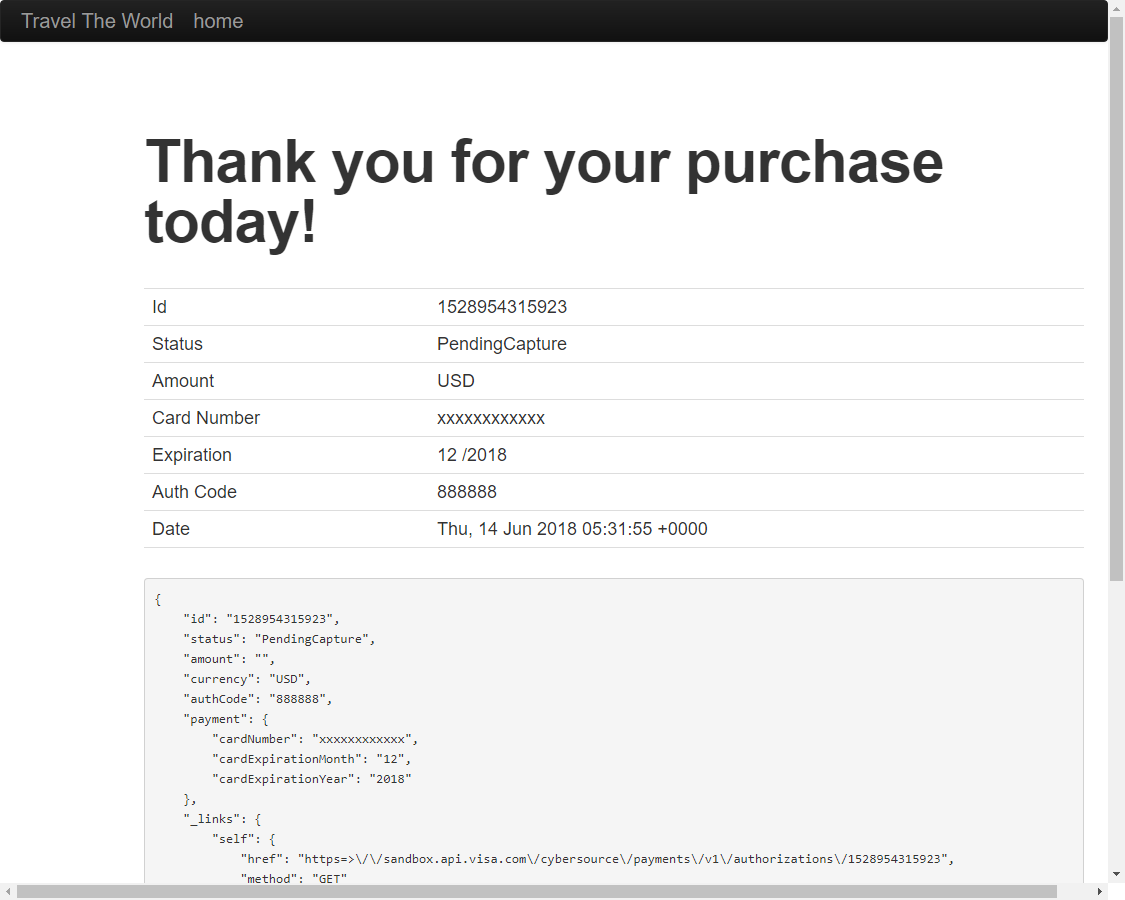 Travel The World home
Thank you for your purchase
today!
Id 1528954315923
Status PendingCapture
Amount USD
Card Number xxxxxxxxxxxx
Expiration 12 /2018
Auth Code 888888
Date Thu, 14 Jun 2018 05:31:55 +0000
{
    "id": "1528954315923",
    "status": "PendingCapture",
    "amount": "",
    "currency": "USD",
    "authCode": "888888",
    "payment": {
        "cardNumber": "xxxxxxxxxxxx",
        "cardExpirationMonth": "12",
        "cardExpirationYear": "2018"
    },
    "_links": {
        "self": {
            "href": "https=>\/\/sandbox.api.visa.com\/cybersource\/payments\/v1\/authorizations\/1528954315923",
            "method": "GET"